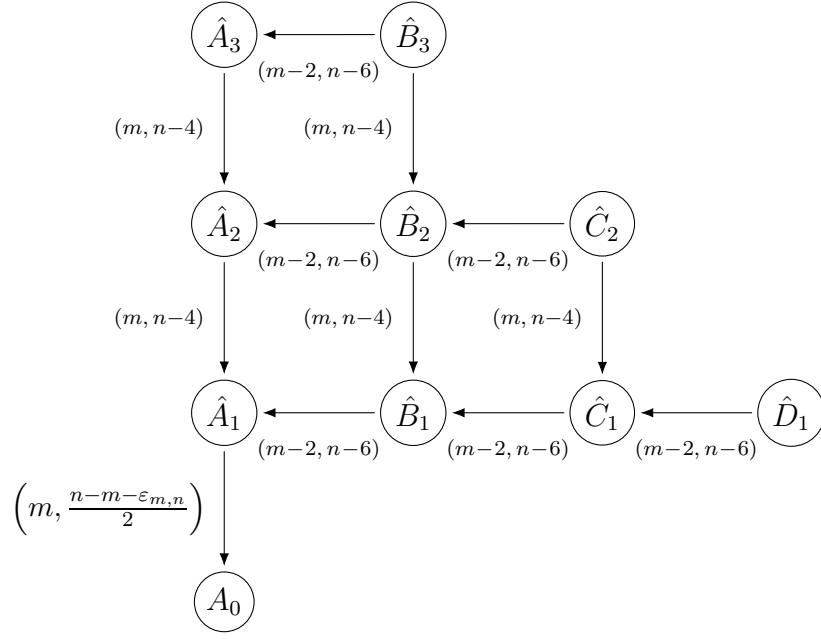 Â₃ B̂₃
(m−2, n−6)
(m, n−4) (m, n−4)
Â₂ B̂₂ Ĉ₂
(m−2, n−6) (m−2, n−6)
(m, n−4) (m, n−4) (m, n−4)
Â₁ B̂₁ Ĉ₁ D̂₁
(m−2, n−6) (m−2, n−6) (m−2, n−6)
(m, (n−m−ε_{m,n})/2)
A₀